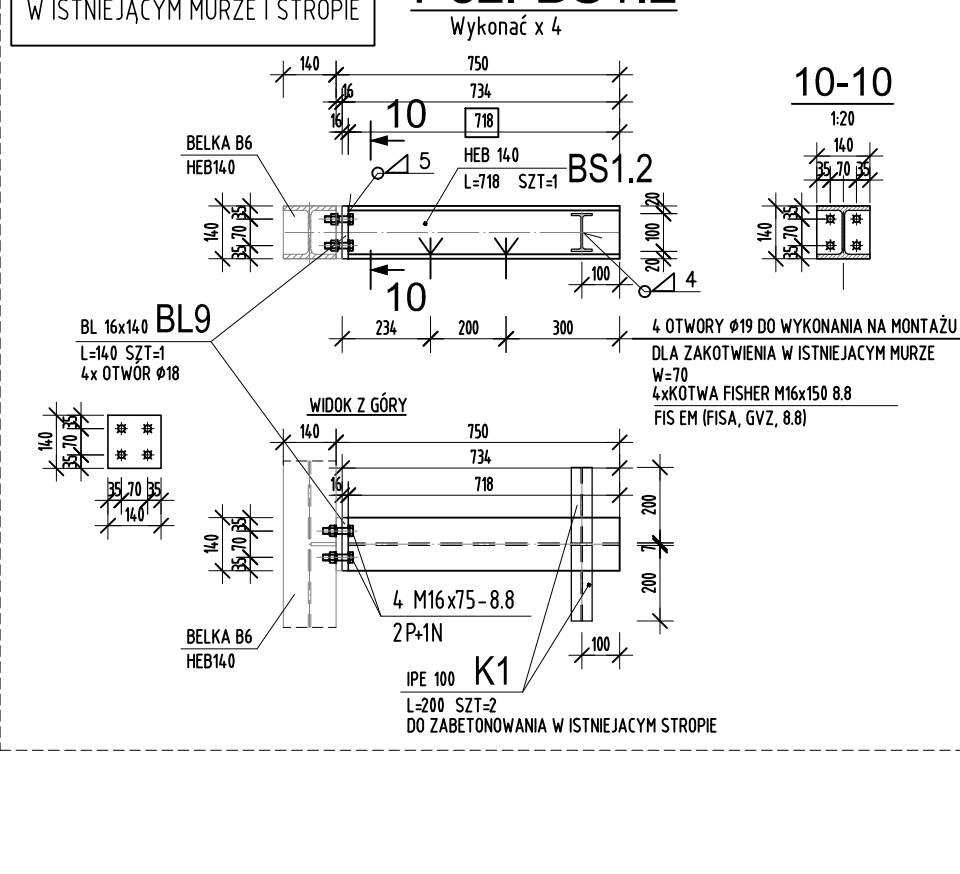 W ISTNIEJĄCYM MURZE I STROPIE
Wykonać x 4
140
750
16
734
16
718
10
5
BELKA B6
HEB140
HEB 140
L=718 SZT=1
BS1.2
140
35
70
35
20
100
20
100
4
10
234
200
300
10-10
1:20
140
35
70
35
140
35
70
35
BL 16x140 BL9
L=140 SZT=1
4x OTWÓR Ø18
4 OTWORY Ø19 DO WYKONANIA NA MONTAŻU
DLA ZAKOTWIENIA W ISTNIEJACYM MURZE
W=70
4xKOTWA FISHER M16x150 8.8
FIS EM (FISA, GVZ, 8.8)
140
35
70
35
35
70
35
140
WIDOK Z GÓRY
140
750
734
16
718
140
35
70
35
200
7
200
100
4 M16x75-8.8
2P+1N
BELKA B6
HEB140
IPE 100 K1
L=200 SZT=2
DO ZABETONOWANIA W ISTNIEJACYM STROPIE